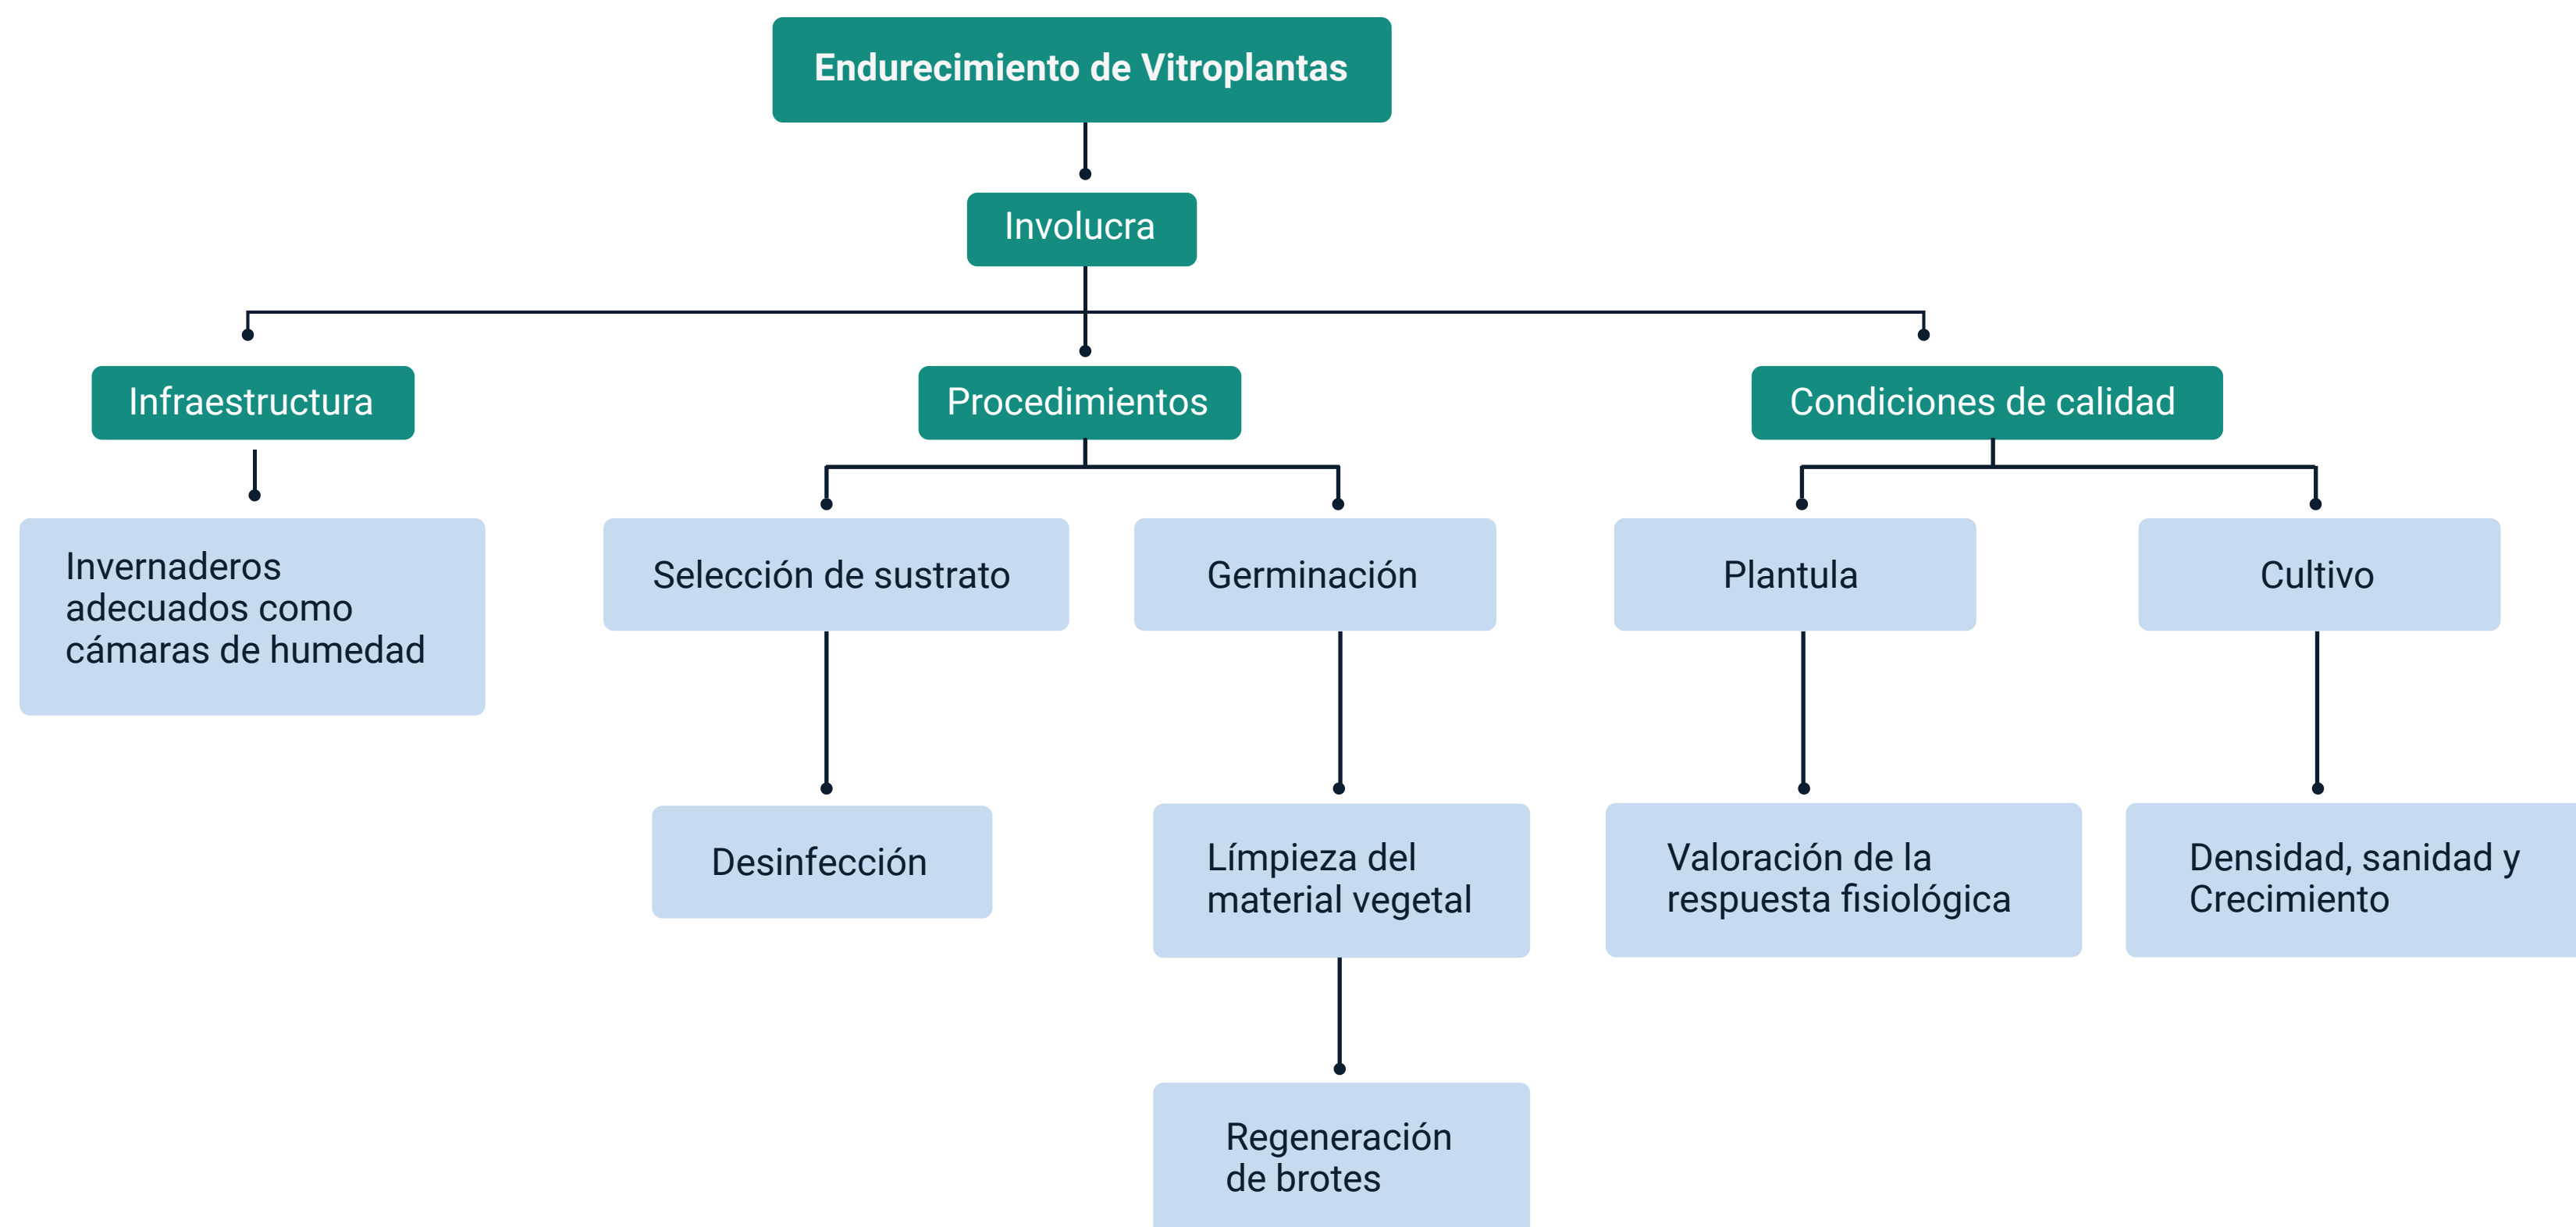 Endurecimiento de Vitroplantas
Involucra
Infraestructura
Procedimientos
Condiciones de calidad
Invernaderos
adecuados como
cámaras de humedad
Selección de sustrato
Germinación
Plantula
Cultivo
Desinfección
Límpieza del
material vegetal
Valoración de la
respuesta fisiológica
Densidad, sanidad y
Crecimiento
Regeneración
de brotes